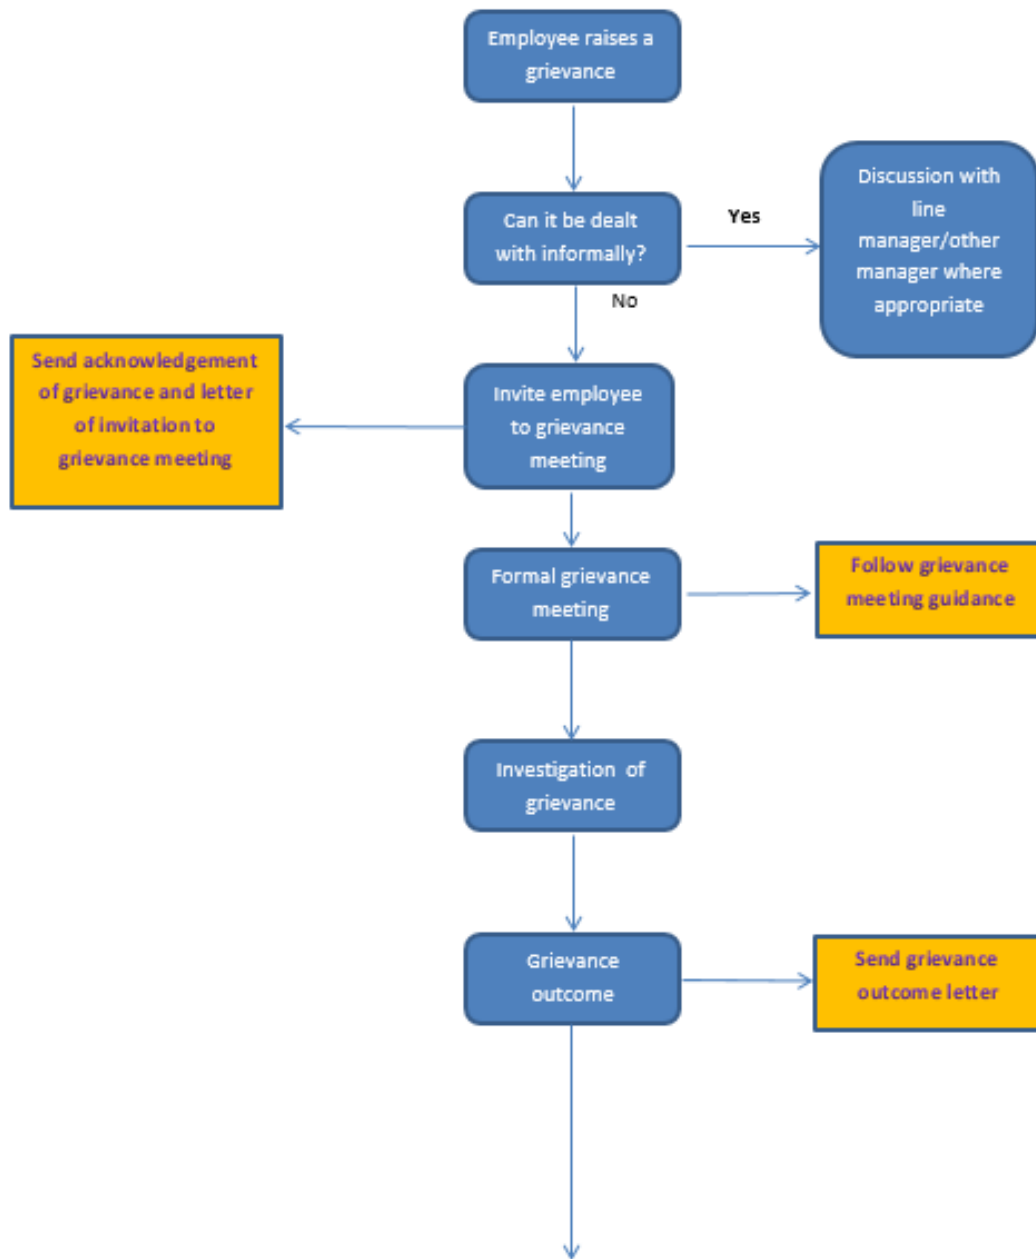 Employee raises a
grievance
Can it be dealt
with informally?
Yes
Discussion with
line
manager/other
manager where
appropriate
No
Send acknowledgement
of grievance and letter
of invitation to
grievance meeting
Invite employee
to grievance
meeting
Formal grievance
meeting
Follow grievance
meeting guidance
Investigation of
grievance
Grievance
outcome
Send grievance
outcome letter